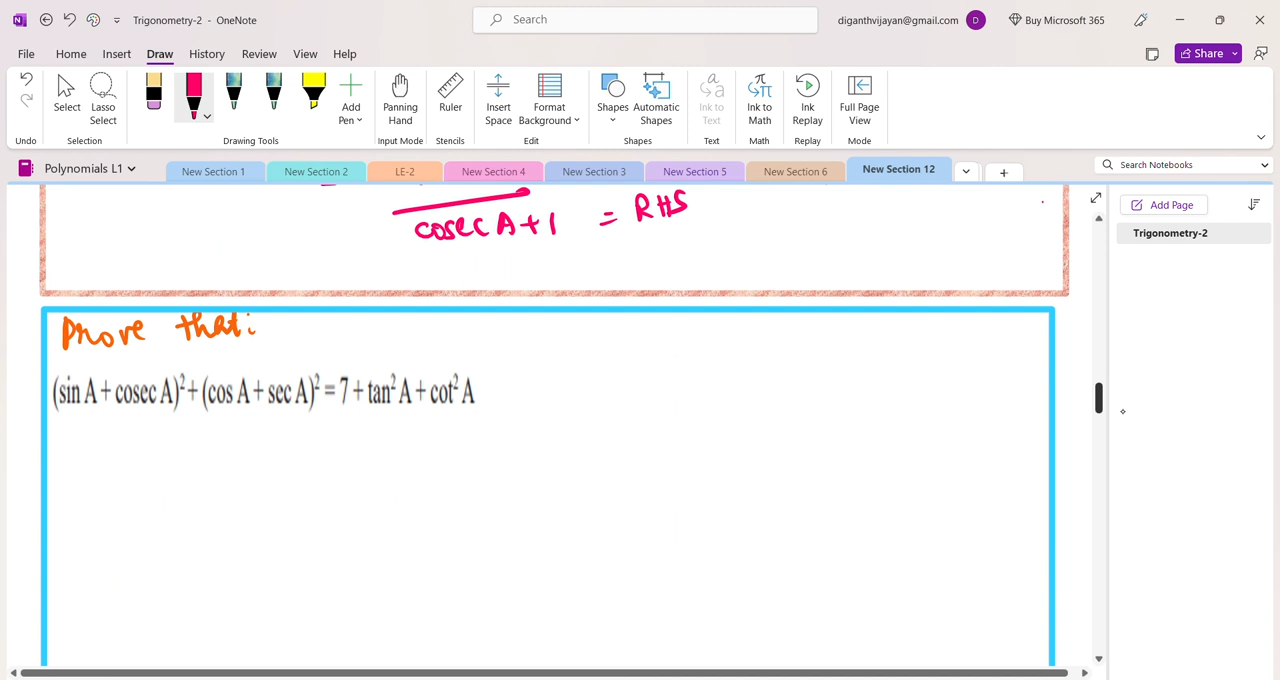 Trigonometry-2 - OneNote
Search
diganthvijayan@gmail.com
D
Buy Microsoft 365
File Home Insert Draw History Review View Help
Share
Undo
Select
Lasso Select
Selection
Drawing Tools
Add Pen
Panning Hand
Input Mode
Ruler
Stencils
Insert Space
Format Background
Edit
Shapes
Automatic Shapes
Shapes
Ink to Text
Text
Ink to Math
Math
Ink Replay
Replay
Full Page View
Mode
Polynomials L1
New Section 1 New Section 2 LE-2 New Section 4 New Section 3 New Section 5 New Section 6 New Section 12
Search Notebooks
Add Page
Trigonometry-2
cosec A + 1 = RHS
Prove that:
(sin A + cosec A)² + (cos A + sec A)² = 7 + tan² A + cot² A